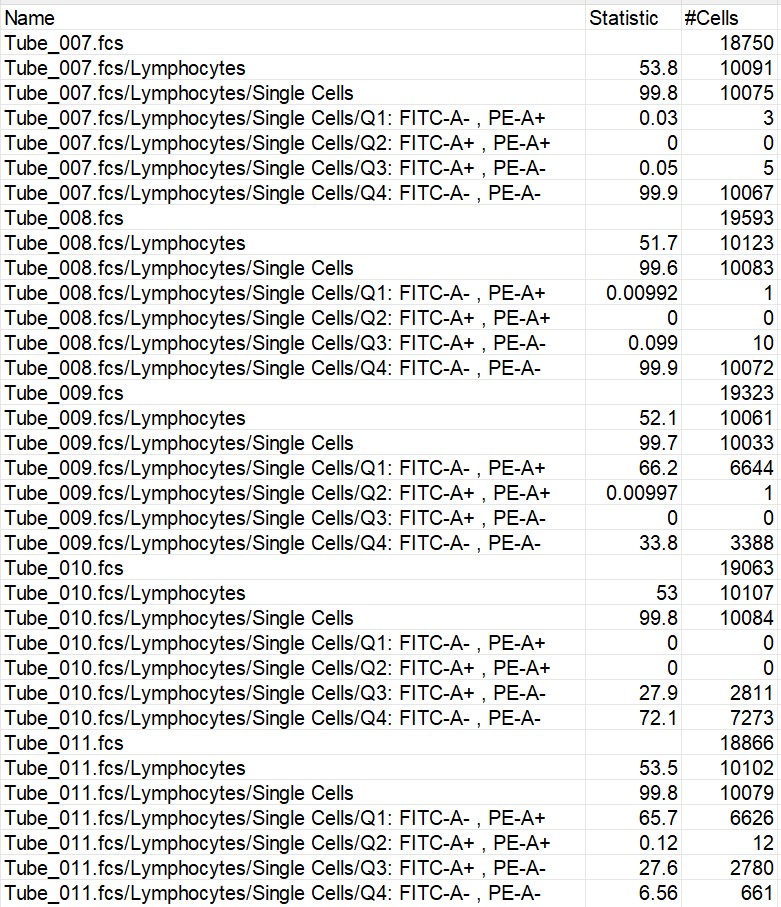 Name Statistic #Cells
Tube_007.fcs 18750
Tube_007.fcs/Lymphocytes 53.8 10091
Tube_007.fcs/Lymphocytes/Single Cells 99.8 10075
Tube_007.fcs/Lymphocytes/Single Cells/Q1: FITC-A- , PE-A+ 0.03 3
Tube_007.fcs/Lymphocytes/Single Cells/Q2: FITC-A+ , PE-A+ 0 0
Tube_007.fcs/Lymphocytes/Single Cells/Q3: FITC-A+ , PE-A- 0.05 5
Tube_007.fcs/Lymphocytes/Single Cells/Q4: FITC-A- , PE-A- 99.9 10067
Tube_008.fcs 19593
Tube_008.fcs/Lymphocytes 51.7 10123
Tube_008.fcs/Lymphocytes/Single Cells 99.6 10083
Tube_008.fcs/Lymphocytes/Single Cells/Q1: FITC-A- , PE-A+ 0.00992 1
Tube_008.fcs/Lymphocytes/Single Cells/Q2: FITC-A+ , PE-A+ 0 0
Tube_008.fcs/Lymphocytes/Single Cells/Q3: FITC-A+ , PE-A- 0.099 10
Tube_008.fcs/Lymphocytes/Single Cells/Q4: FITC-A- , PE-A- 99.9 10072
Tube_009.fcs 19323
Tube_009.fcs/Lymphocytes 52.1 10061
Tube_009.fcs/Lymphocytes/Single Cells 99.7 10033
Tube_009.fcs/Lymphocytes/Single Cells/Q1: FITC-A- , PE-A+ 66.2 6644
Tube_009.fcs/Lymphocytes/Single Cells/Q2: FITC-A+ , PE-A+ 0.00997 1
Tube_009.fcs/Lymphocytes/Single Cells/Q3: FITC-A+ , PE-A- 0 0
Tube_009.fcs/Lymphocytes/Single Cells/Q4: FITC-A- , PE-A- 33.8 3388
Tube_010.fcs 19063
Tube_010.fcs/Lymphocytes 53 10107
Tube_010.fcs/Lymphocytes/Single Cells 99.8 10084
Tube_010.fcs/Lymphocytes/Single Cells/Q1: FITC-A- , PE-A+ 0 0
Tube_010.fcs/Lymphocytes/Single Cells/Q2: FITC-A+ , PE-A+ 0 0
Tube_010.fcs/Lymphocytes/Single Cells/Q3: FITC-A+ , PE-A- 27.9 2811
Tube_010.fcs/Lymphocytes/Single Cells/Q4: FITC-A- , PE-A- 72.1 7273
Tube_011.fcs 18866
Tube_011.fcs/Lymphocytes 53.5 10102
Tube_011.fcs/Lymphocytes/Single Cells 99.8 10079
Tube_011.fcs/Lymphocytes/Single Cells/Q1: FITC-A- , PE-A+ 65.7 6626
Tube_011.fcs/Lymphocytes/Single Cells/Q2: FITC-A+ , PE-A+ 0.12 12
Tube_011.fcs/Lymphocytes/Single Cells/Q3: FITC-A+ , PE-A- 27.6 2780
Tube_011.fcs/Lymphocytes/Single Cells/Q4: FITC-A- , PE-A- 6.56 661